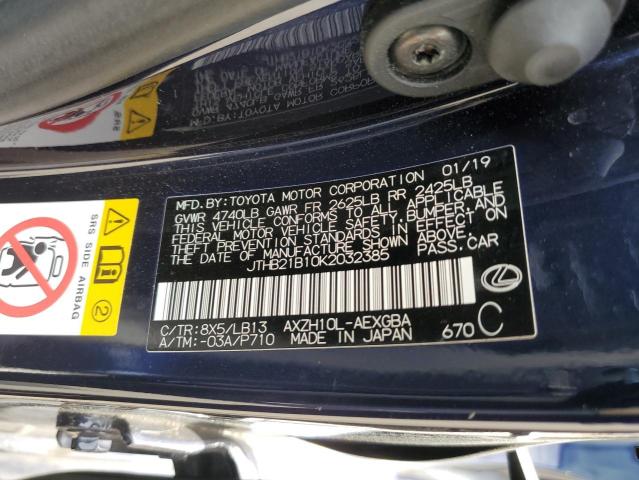 MFD. BY: TOYOTA MOTOR CORPORATION 01/19
GVWR 4740LB GAWR FR 2625LB RR 2425LB
THIS VEHICLE CONFORMS TO ALL APPLICABLE
FEDERAL MOTOR VEHICLE SAFETY, BUMPER AND
THEFT PREVENTION STANDARDS IN EFFECT ON
THE DATE OF MANUFACTURE SHOWN ABOVE.
JTHB21B10K2032385 PASS. CAR
C/TR: 8X5/LB13 AXZH10L-AEXGBA
A/TM: -03A/P710 MADE IN JAPAN 670 C
SRS SIDE AIRBAG